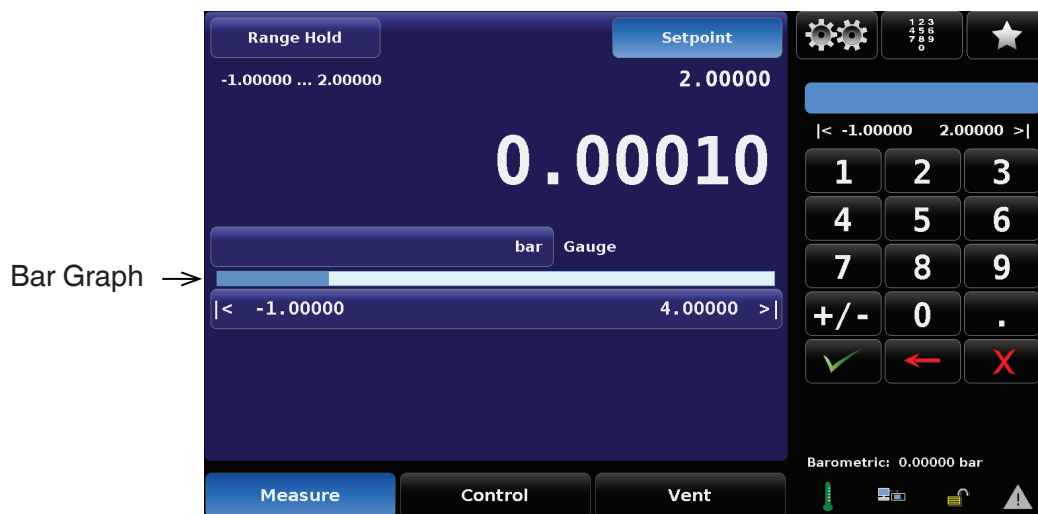 Range Hold
Setpoint
1 2 3
4 5 6
7 8 9
0
-1.00000 ... 2.00000
2.00000
|< -1.00000 2.00000 >|
0.00010
1 2 3
4 5 6
bar Gauge
7 8 9
Bar Graph
|< -1.00000 4.00000 >|
+/- 0 .
X
Barometric: 0.00000 bar
Measure Control Vent